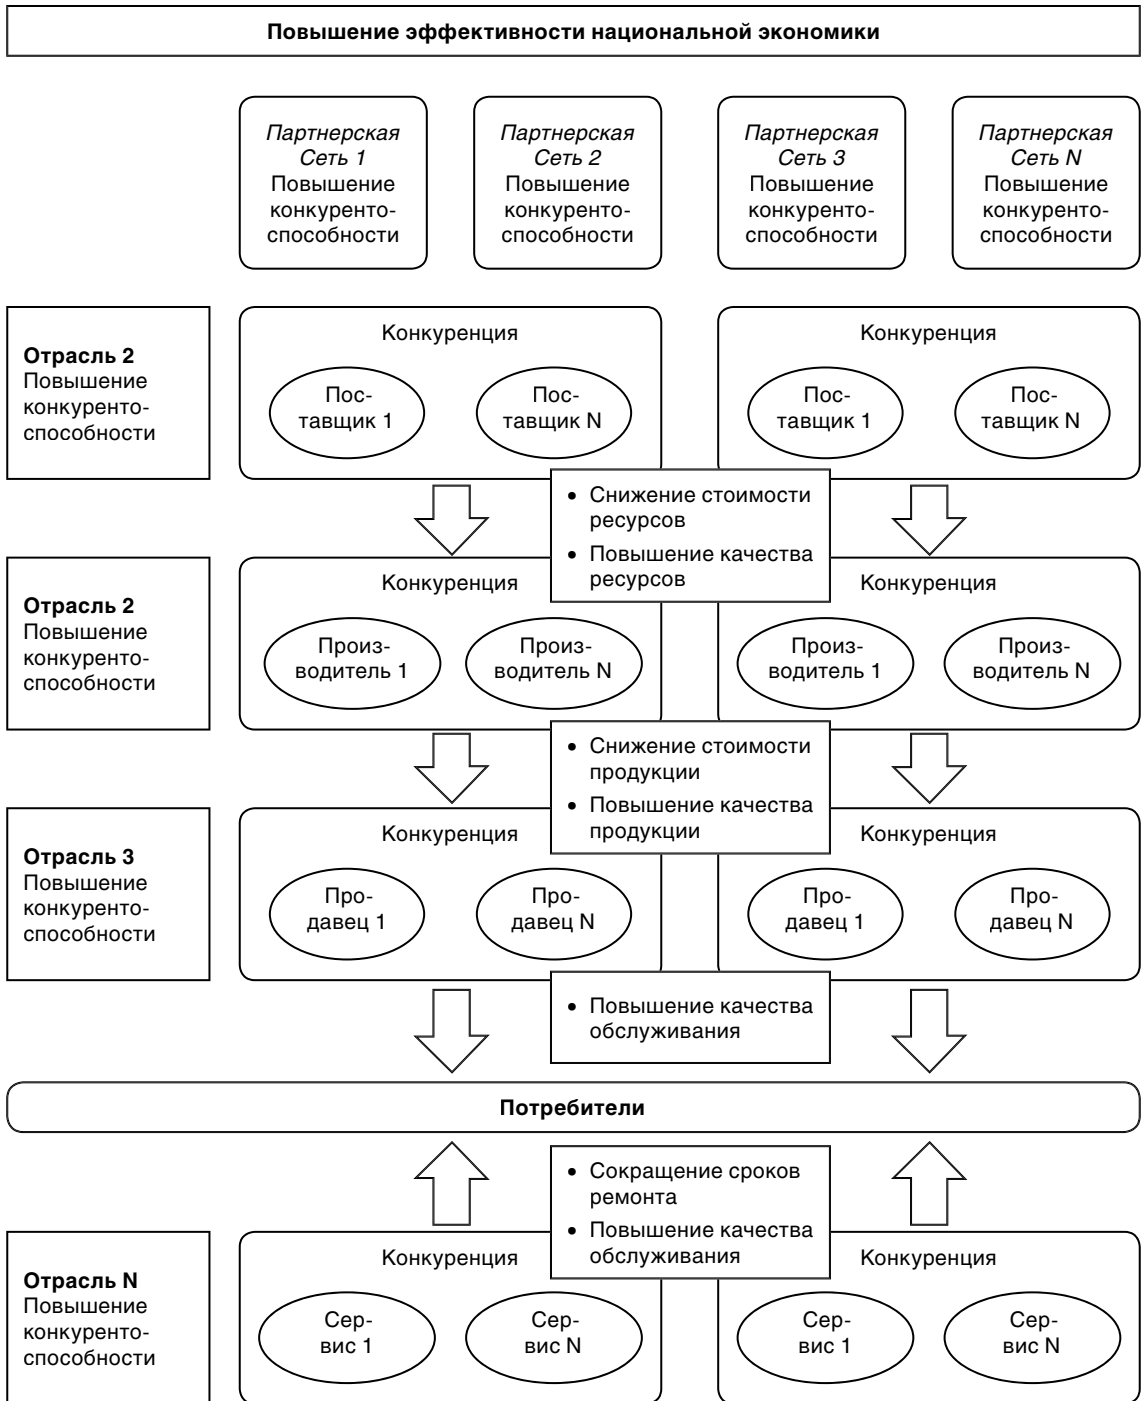 Повышение эффективности национальной экономики
Партнерская
Сеть 1
Повышение
конкуренто-
способности
Партнерская
Сеть 2
Повышение
конкуренто-
способности
Партнерская
Сеть 3
Повышение
конкуренто-
способности
Партнерская
Сеть N
Повышение
конкуренто-
способности
Отрасль 2
Повышение
конкуренто-
способности
Конкуренция
Пос-
тавщик 1
Пос-
тавщик N
Конкуренция
Пос-
тавщик 1
Пос-
тавщик N
• Снижение стоимости
ресурсов
• Повышение качества
ресурсов
Отрасль 2
Повышение
конкуренто-
способности
Конкуренция
Произ-
водитель 1
Произ-
водитель N
Конкуренция
Произ-
водитель 1
Произ-
водитель N
• Снижение стоимости
продукции
• Повышение качества
продукции
Отрасль 3
Повышение
конкуренто-
способности
Конкуренция
Про-
давец 1
Про-
давец N
Конкуренция
Про-
давец 1
Про-
давец N
• Повышение качества
обслуживания
Потребители
• Сокращение сроков
ремонта
• Повышение качества
обслуживания
Отрасль N
Повышение
конкуренто-
способности
Конкуренция
Сер-
вис 1
Сер-
вис N
Конкуренция
Сер-
вис 1
Сер-
вис N